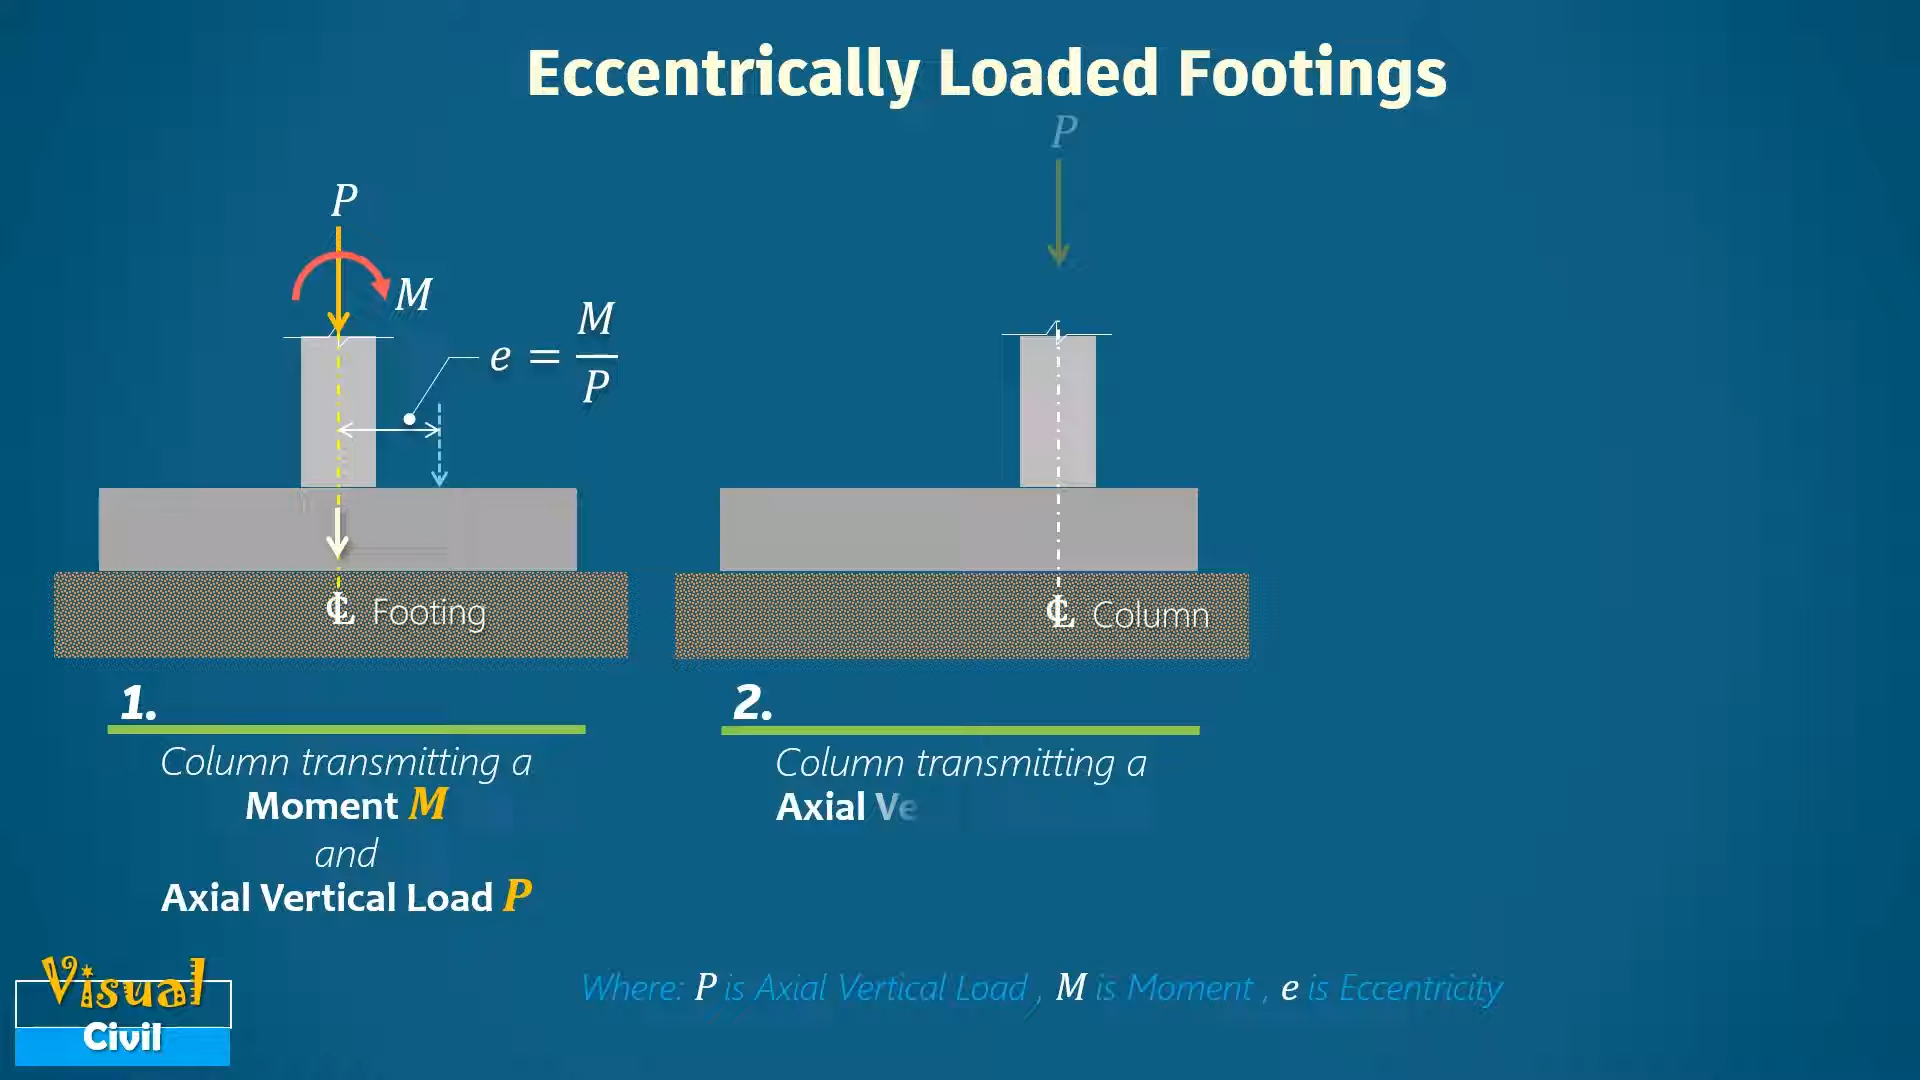 Eccentrically Loaded Footings
P
M
e = M/P
℄ Footing
1.
Column transmitting a
Moment M
and
Axial Vertical Load P
P
℄ Column
2.
Column transmitting a
Axial Ve
Where: P is Axial Vertical Load , M is Moment , e is Eccentricity
Visual
Civil